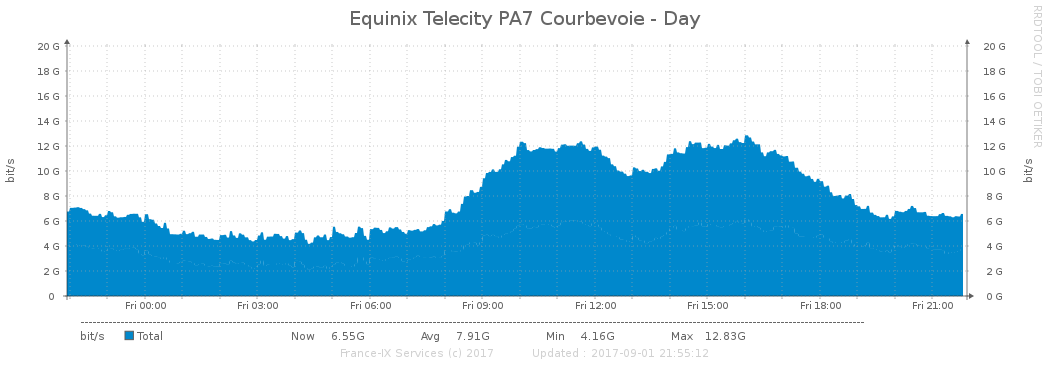 Equinix Telecity PA7 Courbevoie - Day
RRDTOOL / TOBI OETIKER
20 G 20 G
18 G 18 G
16 G 16 G
14 G 14 G
12 G 12 G
10 G 10 G
8 G 8 G
6 G 6 G
4 G 4 G
2 G 2 G
0 0 G
bit/s bit/s
Fri 00:00 Fri 03:00 Fri 06:00 Fri 09:00 Fri 12:00 Fri 15:00 Fri 18:00 Fri 21:00
bit/s Total Now 6.55G Avg 7.91G Min 4.16G Max 12.83G
France-IX Services (c) 2017 Updated : 2017-09-01 21:55:12